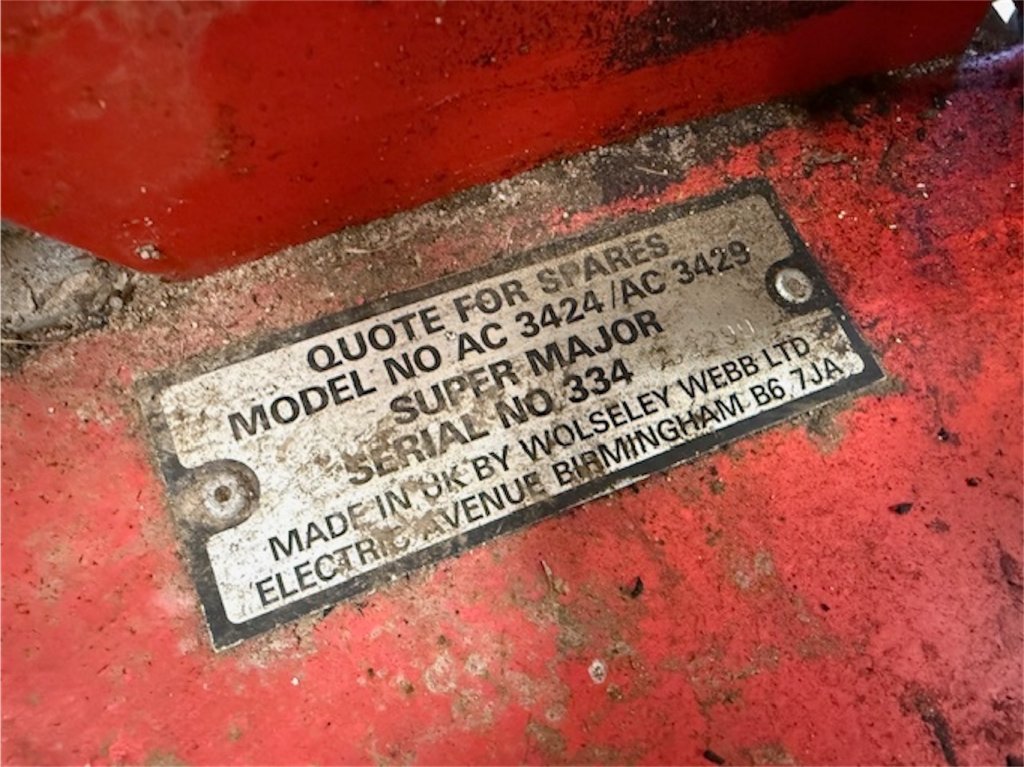 QUOTE FOR SPARES
MODEL NO AC 3424/AC 3429
SUPER MAJOR
SERIAL NO 334
MADE IN UK BY WOLSELEY WEBB LTD
ELECTRIC AVENUE BIRMINGHAM B6 7JA